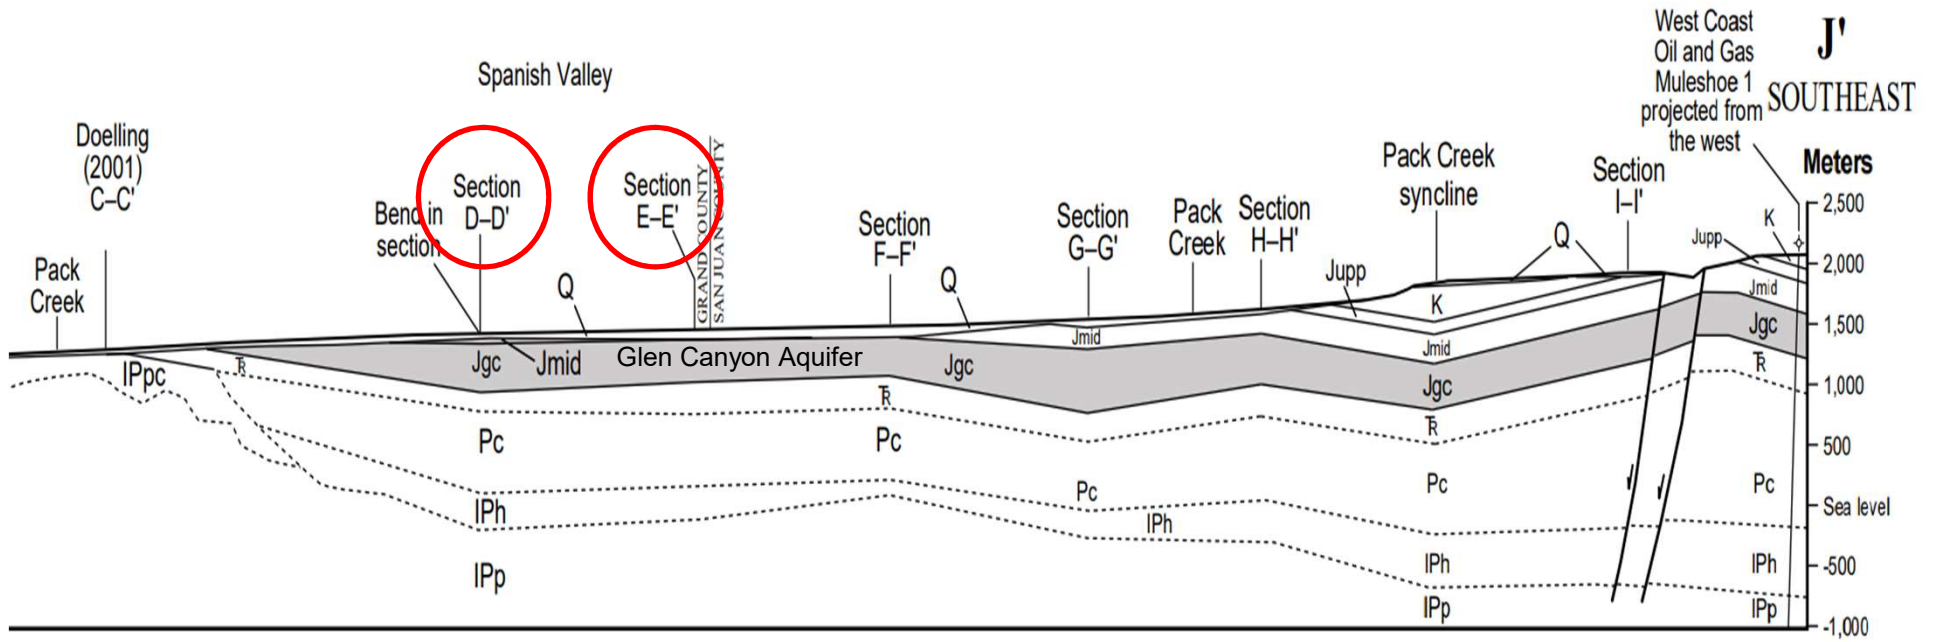 West Coast
Oil and Gas
Muleshoe 1
projected from
the west
J'
SOUTHEAST
Spanish Valley
Doelling
(2001)
C–C'
Pack
Creek
Bend in
section
Section
D–D'
Section
E–E'
GRAND COUNTY
SAN JUAN COUNTY
Section
F–F'
Section
G–G'
Pack
Creek
Section
H–H'
Pack Creek
syncline
Section
I–I'
Meters
2,500
2,000
1,500
1,000
500
Sea level
-500
-1,000
Q
Q
Q
Jupp
Jupp
K
K
Jmid
Jmid
Jmid
Jmid
Glen Canyon Aquifer
Jgc
Jgc
Jgc
Jgc
TR
TR
TR
TR
IPpc
Pc
Pc
Pc
Pc
Pc
IPh
IPh
IPh
IPh
IPp
IPp
IPp